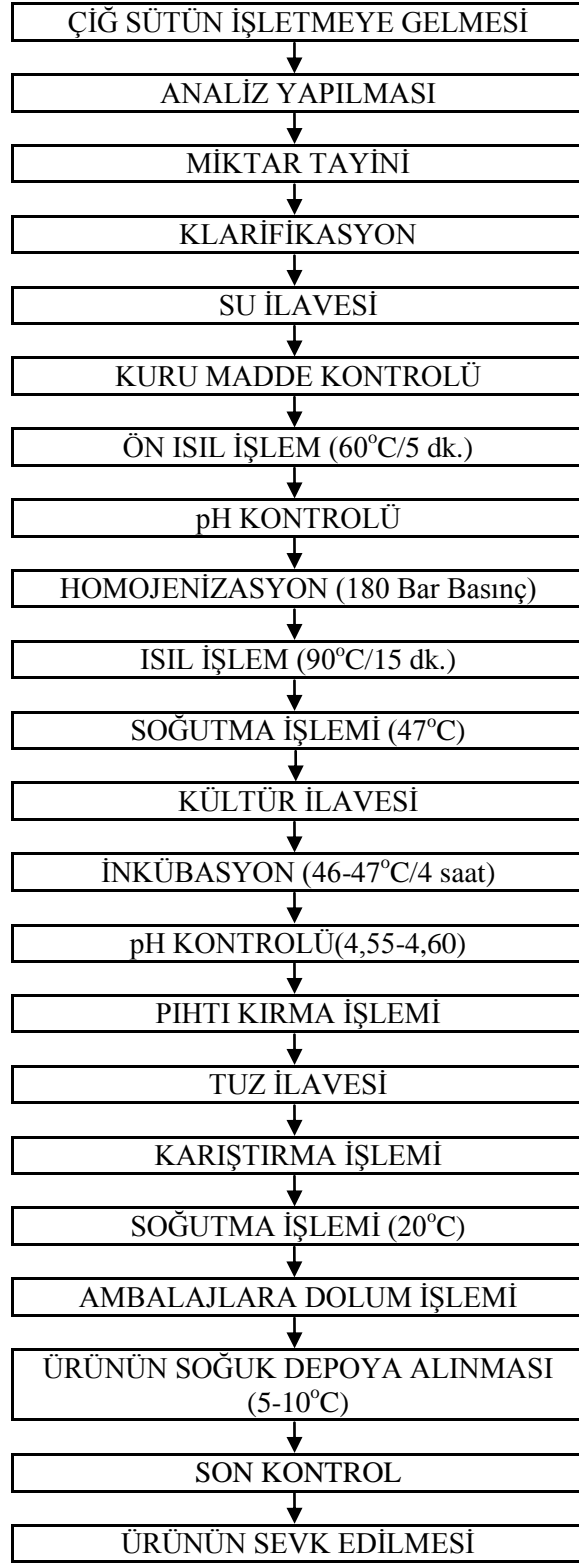 ÇİĞ SÜTÜN İŞLETMEYE GELMESİ
ANALİZ YAPILMASI
MİKTAR TAYİNİ
KLARİFİKASYON
SU İLAVESİ
KURU MADDE KONTROLÜ
ÖN ISIL İŞLEM (60°C/5 dk.)
pH KONTROLÜ
HOMOJENİZASYON (180 Bar Basınç)
ISIL İŞLEM (90°C/15 dk.)
SOĞUTMA İŞLEMİ (47°C)
KÜLTÜR İLAVESİ
İNKÜBASYON (46-47°C/4 saat)
pH KONTROLÜ(4,55-4,60)
PIHTI KIRMA İŞLEMİ
TUZ İLAVESİ
KARIŞTIRMA İŞLEMİ
SOĞUTMA İŞLEMİ (20°C)
AMBALAJLARA DOLUM İŞLEMİ
ÜRÜNÜN SOĞUK DEPOYA ALINMASI
(5-10°C)
SON KONTROL
ÜRÜNÜN SEVK EDİLMESİ